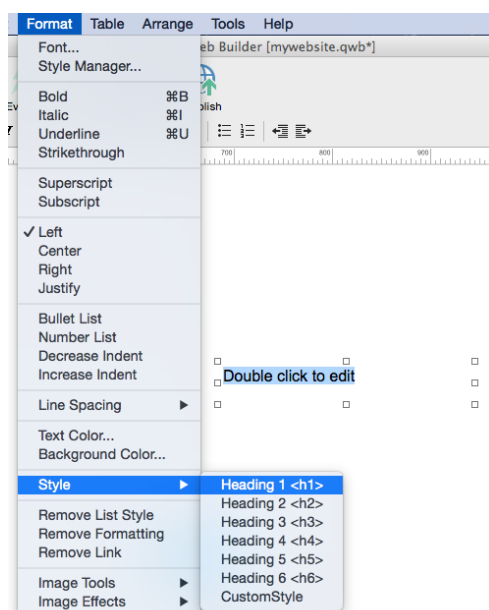 Format Table Arrange Tools Help
eb Builder [mywebsite.qwb*]
Font...
Style Manager...
Ev
blish
Bold ⌘B
Italic ⌘I
Underline ⌘U
Strikethrough
700 800 900
Superscript
Subscript
✓ Left
Center
Right
Justify
Bullet List
Number List
Decrease Indent
Increase Indent
Double click to edit
Line Spacing ▶
Text Color...
Background Color...
Style ▶
Heading 1 <h1>
Heading 2 <h2>
Heading 3 <h3>
Heading 4 <h4>
Heading 5 <h5>
Heading 6 <h6>
CustomStyle
Remove List Style
Remove Formatting
Remove Link
Image Tools ▶
Image Effects ▶